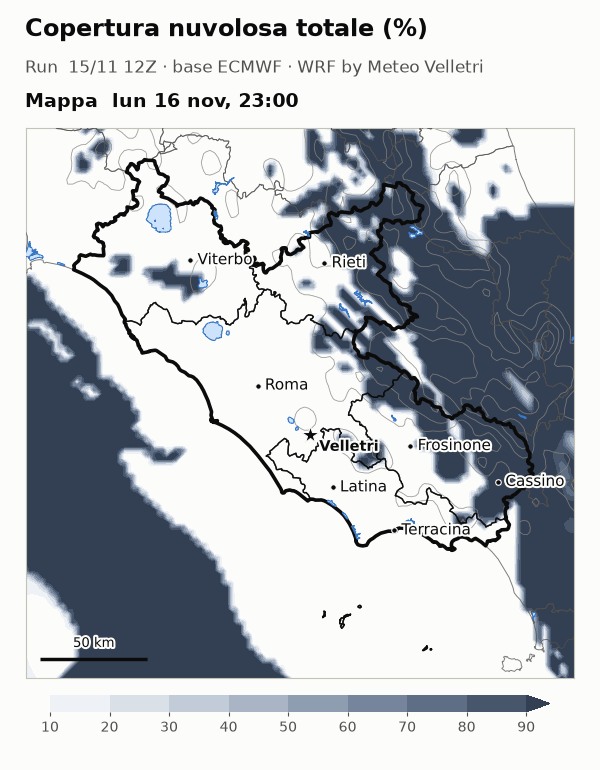 Copertura nuvolosa totale (%)
Run 15/11 12Z · base ECMWF · WRF by Meteo Velletri
Mappa lun 16 nov, 23:00
Viterbo
Rieti
Roma
Velletri
Frosinone
Cassino
Latina
Terracina
50 km
10 20 30 40 50 60 70 80 90